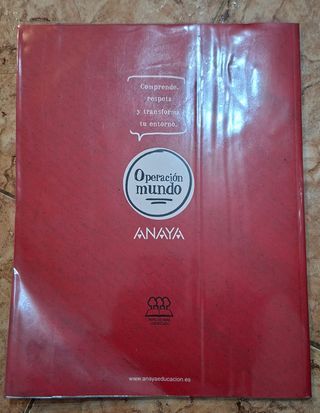 Comprende,
respeta
y transforma
tu entorno.
Operación
mundo
ANAYA
www.anayaeducacion.es